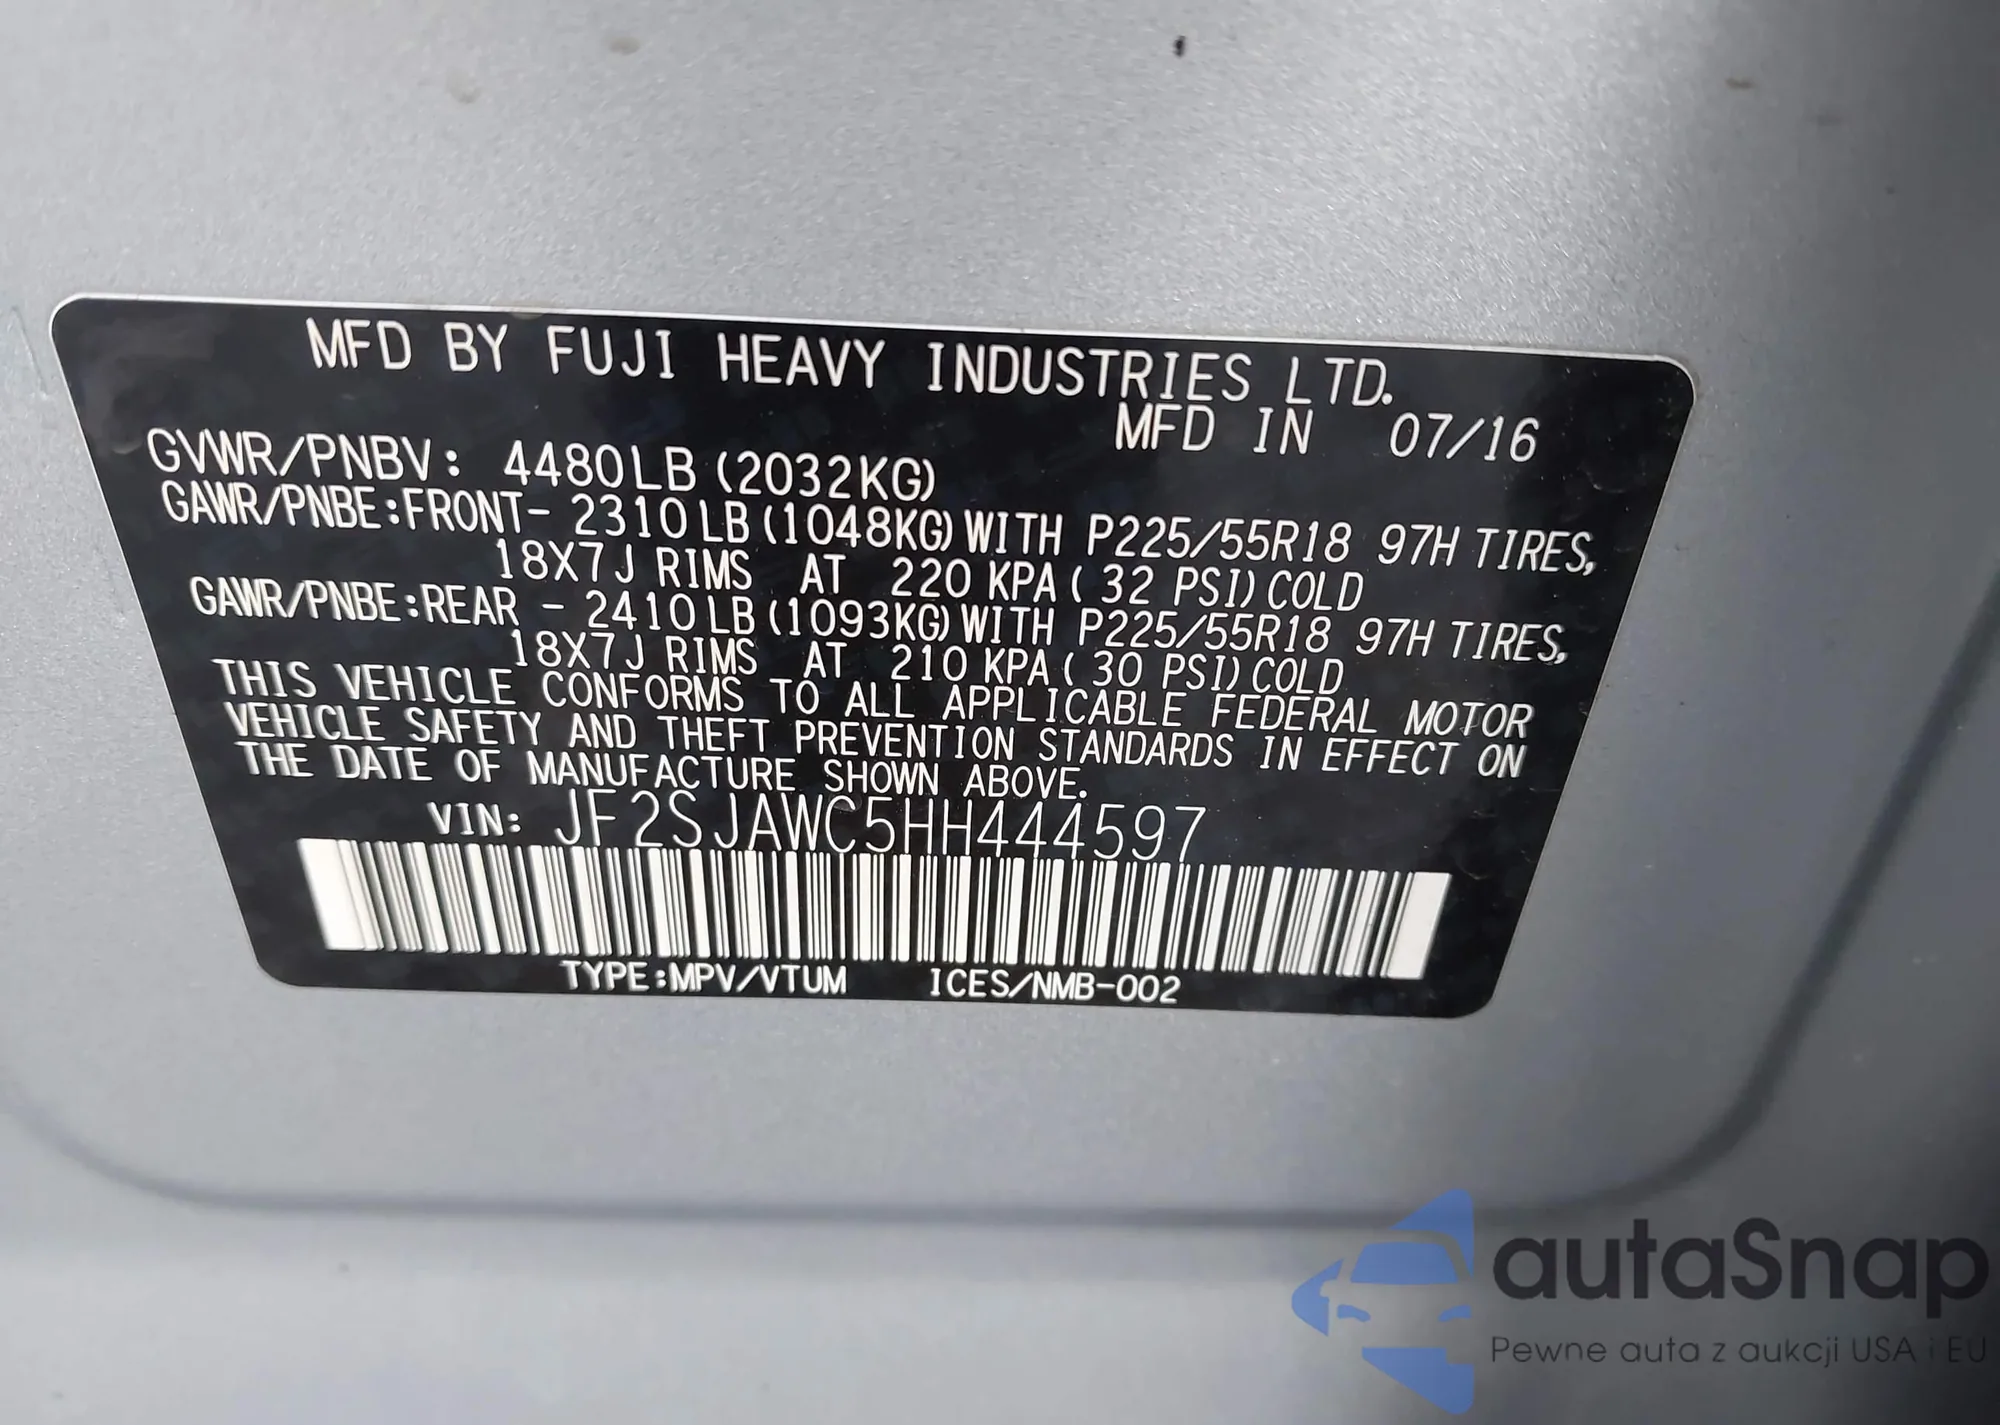 MFD BY FUJI HEAVY INDUSTRIES LTD.
MFD IN 07/16
GVWR/PNBV: 4480LB (2032KG)
GAWR/PNBE:FRONT- 2310LB (1048KG) WITH P225/55R18 97H TIRES,
18X7J RIMS AT 220 KPA ( 32 PSI) COLD
GAWR/PNBE:REAR - 2410LB (1093KG) WITH P225/55R18 97H TIRES,
18X7J RIMS AT 210 KPA ( 30 PSI) COLD
THIS VEHICLE CONFORMS TO ALL APPLICABLE FEDERAL MOTOR
VEHICLE SAFETY AND THEFT PREVENTION STANDARDS IN EFFECT ON
THE DATE OF MANUFACTURE SHOWN ABOVE.
VIN: JF2SJAWC5HH444597
TYPE:MPV/VTUM ICES/NMB-002
autaSnap
Pewne auta z aukcji USA i EU